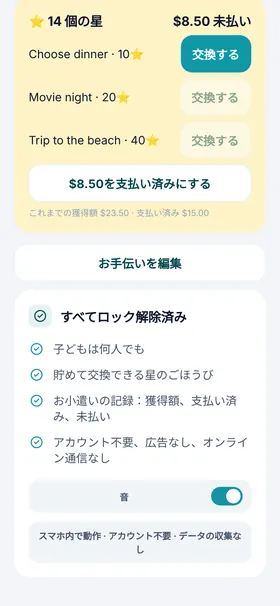 ⭐ 14 個の星 $8.50 未払い
Choose dinner · 10⭐ 交換する
Movie night · 20⭐ 交換する
Trip to the beach · 40⭐ 交換する
$8.50を支払い済みにする
これまでの獲得額 $23.50 · 支払い済み $15.00
お手伝いを編集
すべてロック解除済み
子どもは何人でも
貯めて交換できる星のごほうび
お小遣いの記録：獲得額、支払い済
み、未払い
アカウント不要、広告なし、オンライ
ン通信なし
音
スマホ内で動作 · アカウント不要 · データの収集な
し